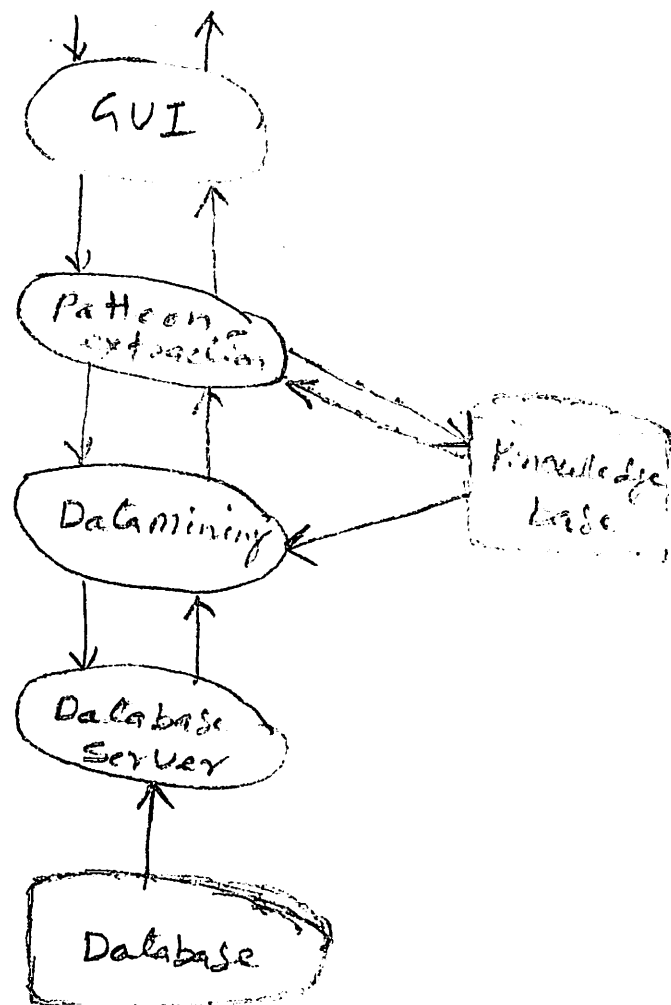 GUI
Pattern
extraction
Datamining
Knowledge
base
Database
Server
Database